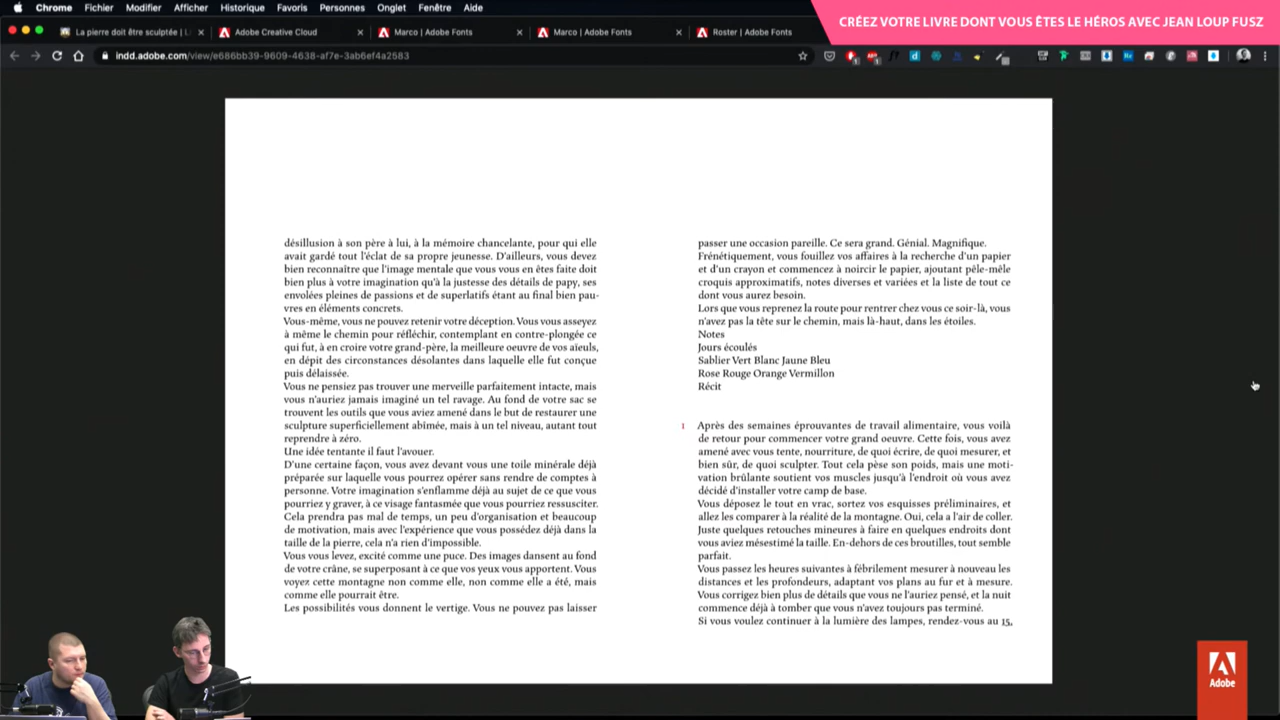 Chrome Fichier Modifier Afficher Historique Favoris Personnes Onglet Fenêtre Aide
CRÉEZ VOTRE LIVRE DONT VOUS ÊTES LE HÉROS AVEC JEAN LOUP FUSZ
La pierre doit être sculptée | L Adobe Creative Cloud Marco | Adobe Fonts Marco | Adobe Fonts Roster | Adobe Fonts
indd.adobe.com/view/e686bb39-9609-4638-af7e-3ab6ef4a2583
désillusion à son père à lui, à la mémoire chancelante, pour qui elle
avait gardé tout l'éclat de sa propre jeunesse. D'ailleurs, vous devez
bien reconnaître que l'image mentale que vous vous en êtes faite doit
bien plus à votre imagination qu'à la justesse des détails de papy, ses
envolées pleines de passions et de superlatifs étant au final bien pau-
vres en éléments concrets.
Vous-même, vous ne pouvez retenir votre déception. Vous vous asseyez
à même le chemin pour réfléchir, contemplant en contre-plongée ce
qui fut, à en croire votre grand-père, la meilleure oeuvre de vos aïeuls,
en dépit des circonstances désolantes dans laquelle elle fut conçue
puis délaissée.
Vous ne pensiez pas trouver une merveille parfaitement intacte, mais
vous n'auriez jamais imaginé un tel ravage. Au fond de votre sac se
trouvent les outils que vous aviez amené dans le but de restaurer une
sculpture superficiellement abîmée, mais à un tel niveau, autant tout
reprendre à zéro.
Une idée tentante il faut l'avouer.
D'une certaine façon, vous avez devant vous une toile minérale déjà
préparée sur laquelle vous pourrez opérer sans rendre de comptes à
personne. Votre imagination s'enflamme déjà au sujet de ce que vous
pourriez y graver, à ce visage fantasmée que vous pourriez ressusciter.
Cela prendra pas mal de temps, un peu d'organisation et beaucoup
de motivation, mais avec l'expérience que vous possédez déjà dans la
taille de la pierre, cela n'a rien d'impossible.
Vous vous levez, excité comme une puce. Des images dansent au fond
de votre crâne, se superposant à ce que vos yeux vous apportent. Vous
voyez cette montagne non comme elle, non comme elle a été, mais
comme elle pourrait être.
Les possibilités vous donnent le vertige. Vous ne pouvez pas laisser
passer une occasion pareille. Ce sera grand. Génial. Magnifique.
Frénétiquement, vous fouillez vos affaires à la recherche d'un papier
et d'un crayon et commencez à noircir le papier, ajoutant pêle-mêle
croquis approximatifs, notes diverses et variées et la liste de tout ce
dont vous aurez besoin.
Lors que vous reprenez la route pour rentrer chez vous ce soir-là, vous
n'avez pas la tête sur le chemin, mais là-haut, dans les étoiles.
Notes
Jours écoulés
Sablier Vert Blanc Jaune Bleu
Rose Rouge Orange Vermillon
Récit
1 Après des semaines éprouvantes de travail alimentaire, vous voilà
de retour pour commencer votre grand oeuvre. Cette fois, vous avez
amené avec vous tente, nourriture, de quoi écrire, de quoi mesurer, et
bien sûr, de quoi sculpter. Tout cela pèse son poids, mais une moti-
vation brûlante soutient vos muscles jusqu'à l'endroit où vous avez
décidé d'installer votre camp de base.
Vous déposez le tout en vrac, sortez vos esquisses préliminaires, et
allez les comparer à la réalité de la montagne. Oui, cela a l'air de coller.
Juste quelques retouches mineures à faire en quelques endroits dont
vous aviez mésestimé la taille. En-dehors de ces broutilles, tout semble
parfait.
Vous passez les heures suivantes à fébrilement mesurer à nouveau les
distances et les profondeurs, adaptant vos plans au fur et à mesure.
Vous corrigez bien plus de détails que vous ne l'auriez pensé, et la nuit
commence déjà à tomber que vous n'avez toujours pas terminé.
Si vous voulez continuer à la lumière des lampes, rendez-vous au 15,
Adobe